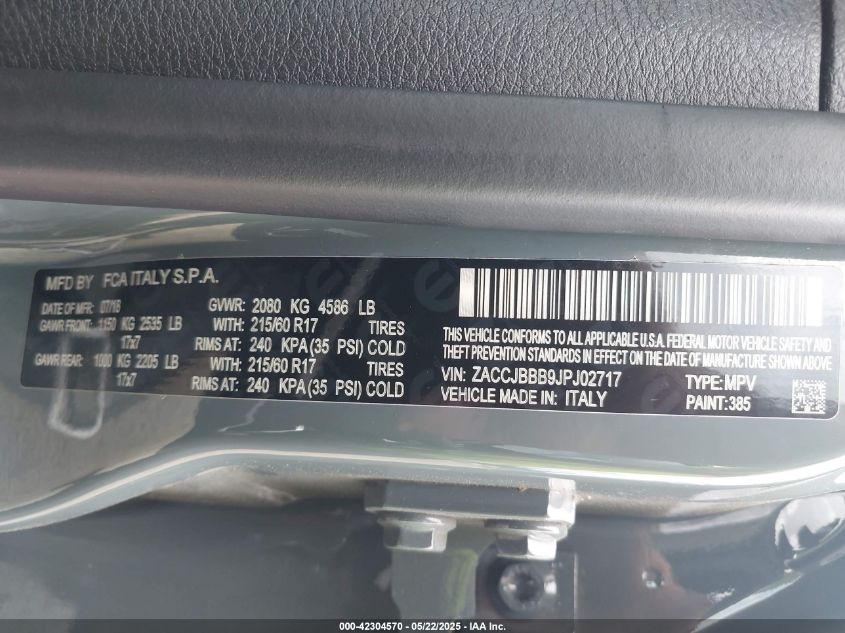 MFD BY FCA ITALY S.P.A.
DATE OF MFR: 07/18 GVWR: 2080 KG 4586 LB
GAWR FRONT: 1150 KG 2535 LB WITH: 215/60 R17 TIRES
17x7 RIMS AT: 240 KPA(35 PSI) COLD
GAWR REAR: 1000 KG 2205 LB WITH: 215/60 R17 TIRES
17x7 RIMS AT: 240 KPA(35 PSI) COLD
THIS VEHICLE CONFORMS TO ALL APPLICABLE U.S.A. FEDERAL MOTOR VEHICLE SAFETY AND
THEFT PREVENTION STANDARDS IN EFFECT ON THE DATE OF MANUFACTURE SHOWN ABOVE.
VIN: ZACCJBBB9JPJ02717 TYPE: MPV
VEHICLE MADE IN: ITALY PAINT: 385
000-42304570 - 05/22/2025 - IAA Inc.